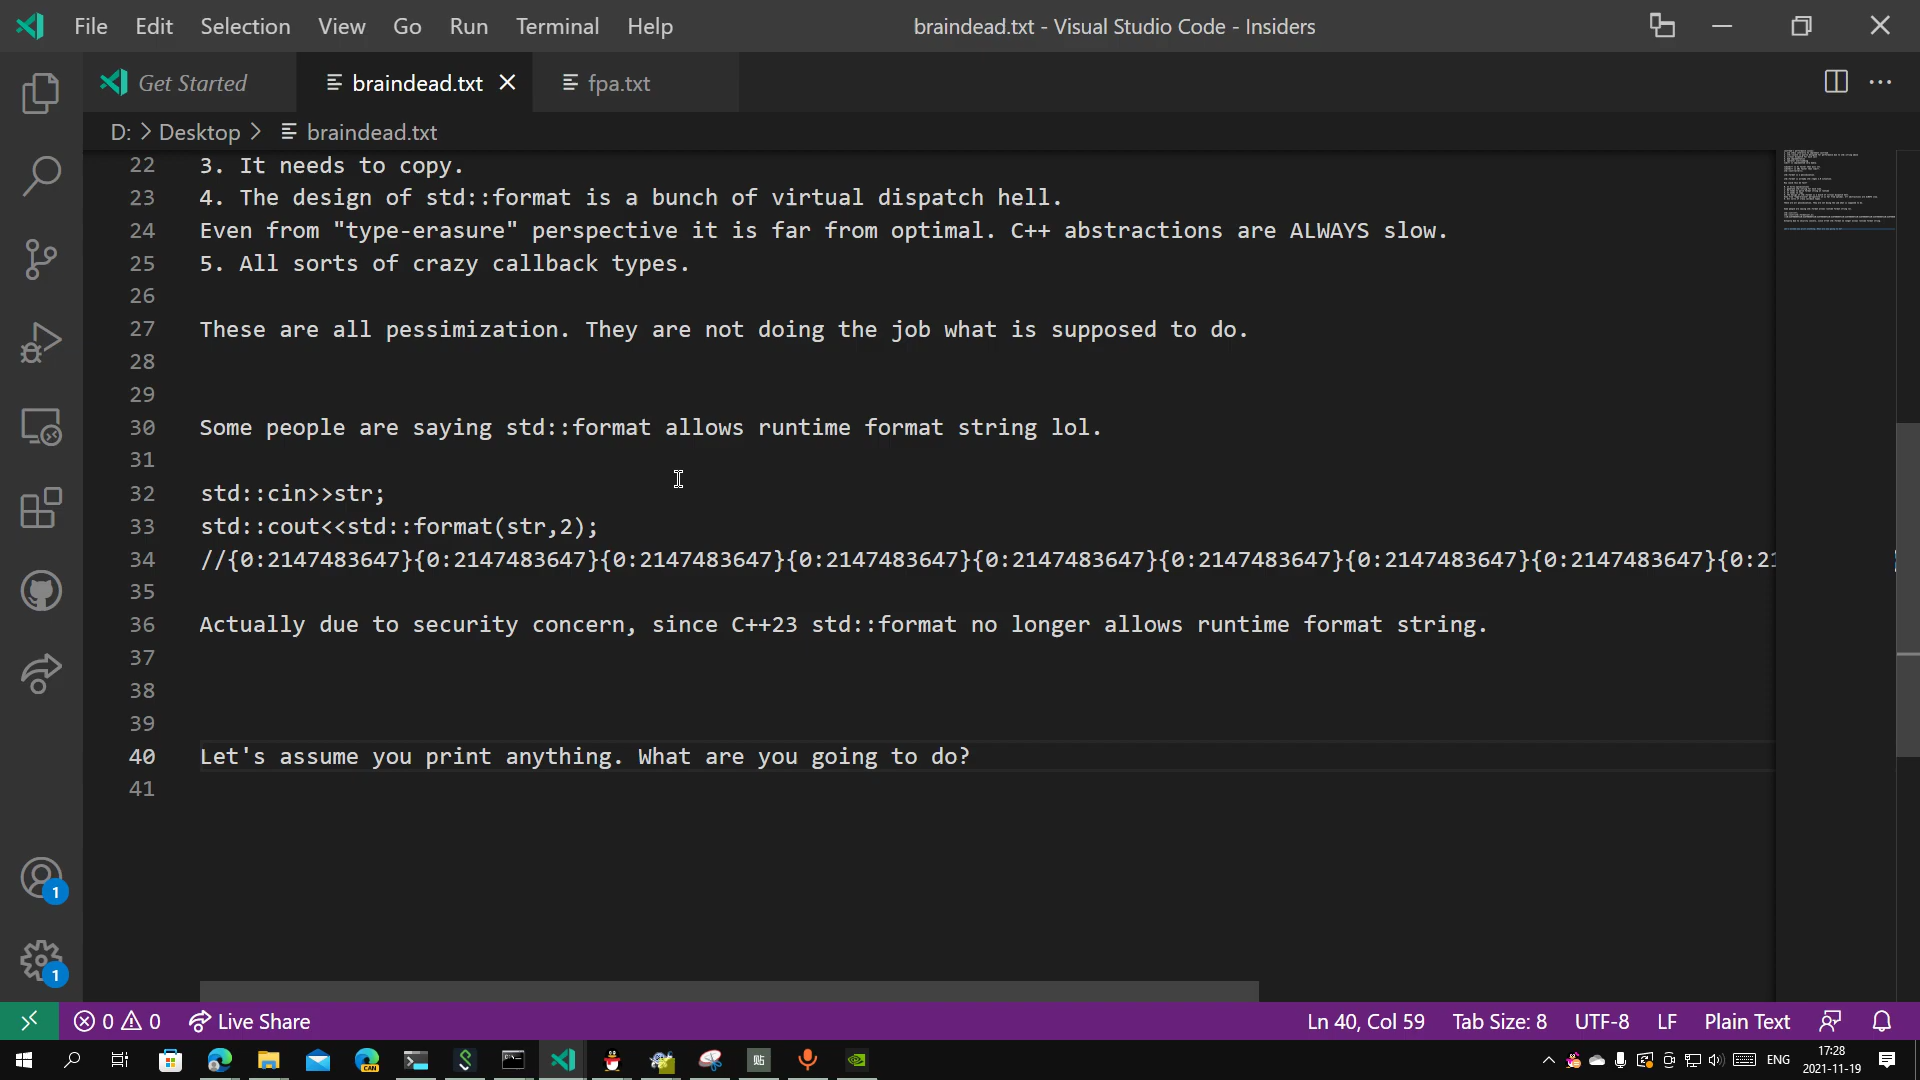 File Edit Selection View Go Run Terminal Help braindead.txt - Visual Studio Code - Insiders
Get Started braindead.txt fpa.txt
D: > Desktop > braindead.txt
22 3. It needs to copy.
23 4. The design of std::format is a bunch of virtual dispatch hell.
24 Even from "type-erasure" perspective it is far from optimal. C++ abstractions are ALWAYS slow.
25 5. All sorts of crazy callback types.
26
27 These are all pessimization. They are not doing the job what is supposed to do.
28
29
30 Some people are saying std::format allows runtime format string lol.
31
32 std::cin>>str;
33 std::cout<<std::format(str,2);
34 //{0:2147483647}{0:2147483647}{0:2147483647}{0:2147483647}{0:2147483647}{0:2147483647}{0:2147483647}{0:2147483647}{0:21
35
36 Actually due to security concern, since C++23 std::format no longer allows runtime format string.
37
38
39
40 Let's assume you print anything. What are you going to do?
41
1
1
0 0 Live Share Ln 40, Col 59 Tab Size: 8 UTF-8 LF Plain Text
CAN ENG 17:28
2021-11-19